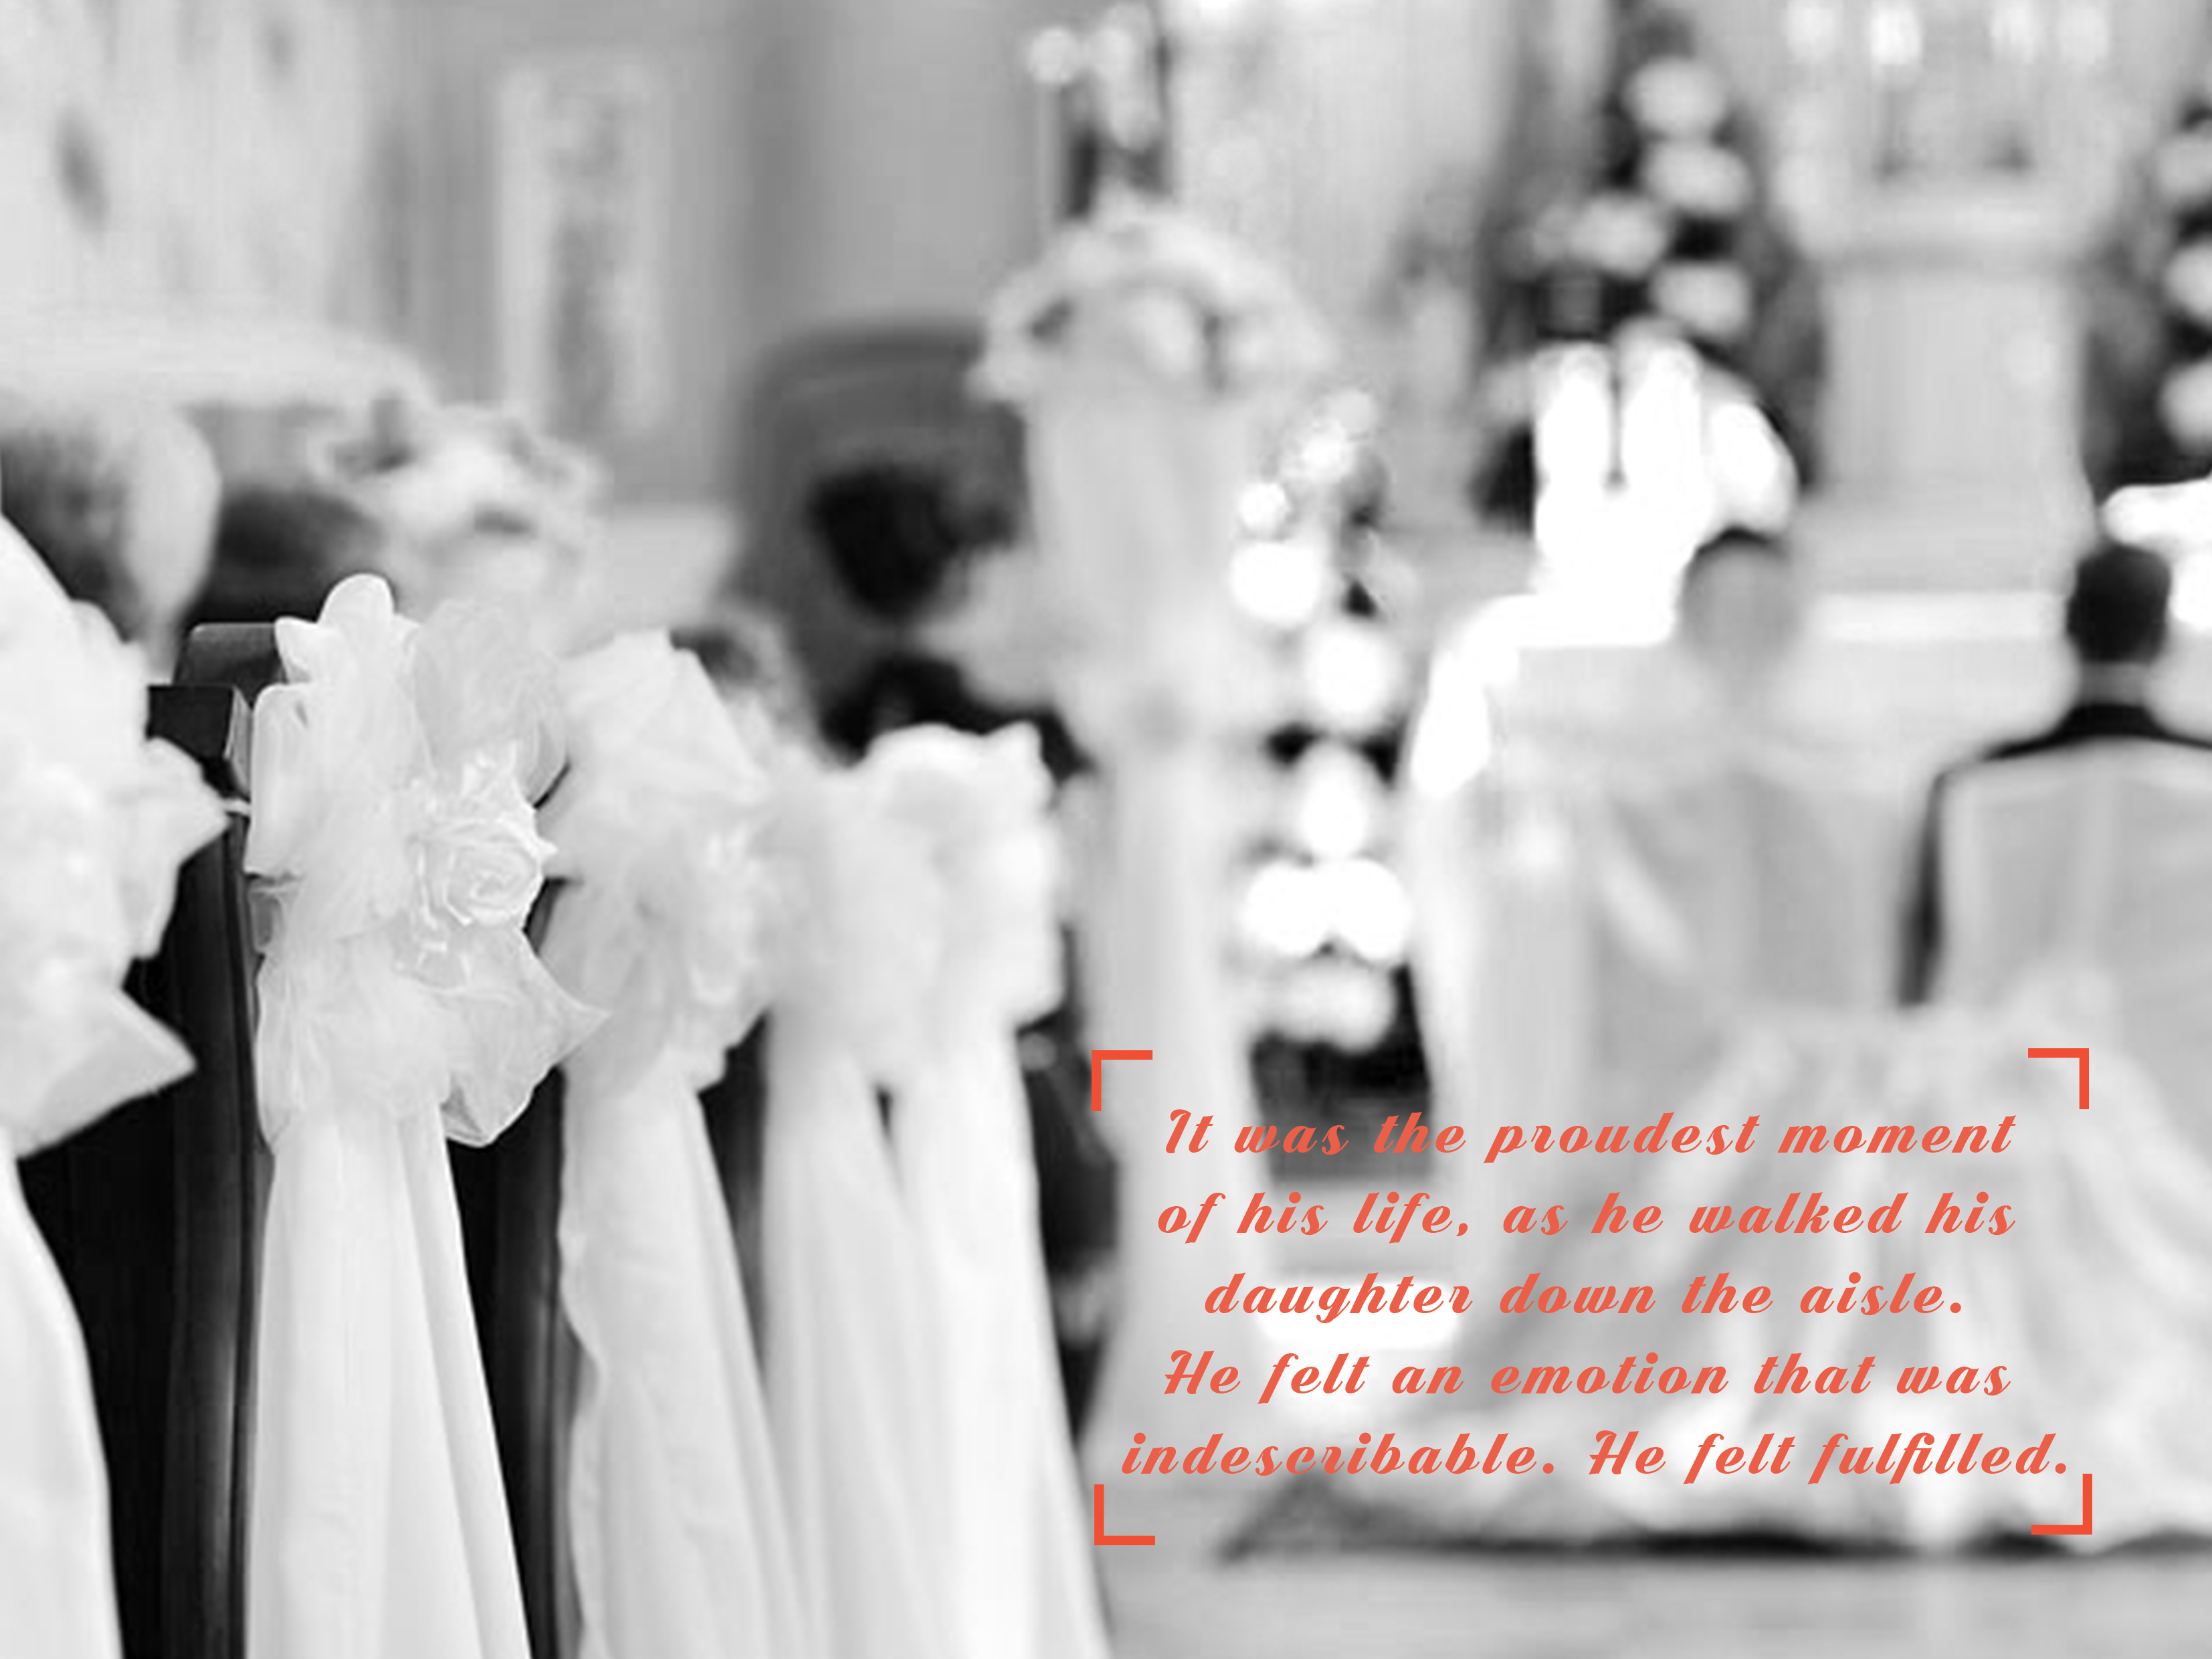 It was the proudest moment
of his life, as he walked his
daughter down the aisle.
He felt an emotion that was
indescribable. He felt fulfilled.